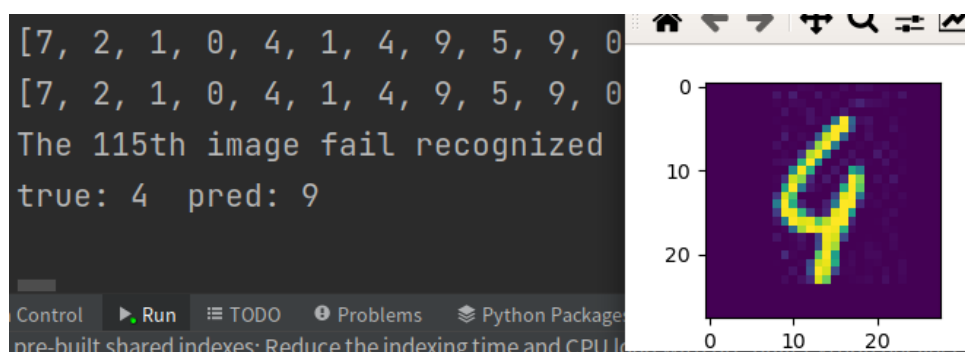 [7, 2, 1, 0, 4, 1, 4, 9, 5, 9, 0
[7, 2, 1, 0, 4, 1, 4, 9, 5, 9, 0
The 115th image fail recognized
true: 4  pred: 9
Control Run TODO Problems Python Package
pre-built shared indexes: Reduce the indexing time and CPU
0
10
20
0 10 20
4